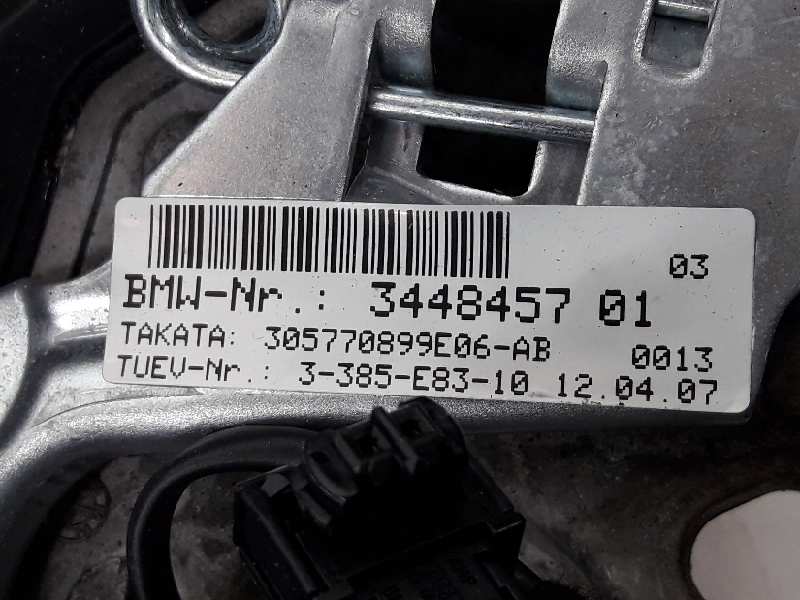 03
BMW-Nr.: 3448457 01
TAKATA: 305770899E06-AB 0013
TUEV-Nr.: 3-385-E83-10 12.04.07